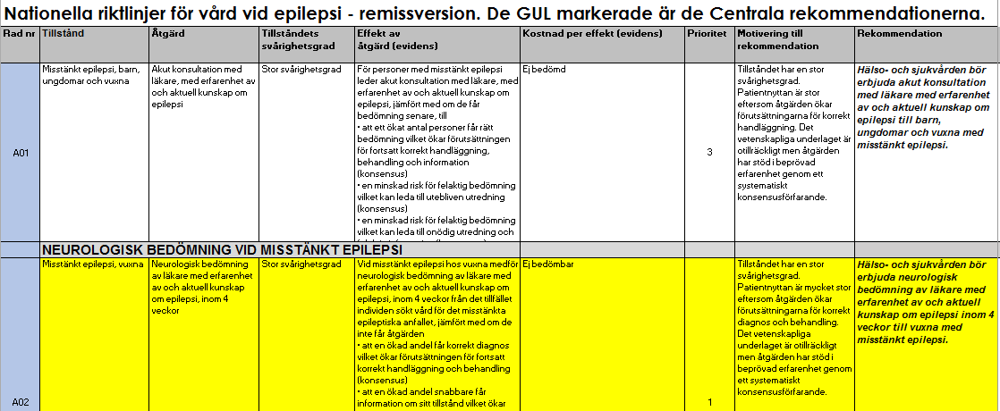 Nationella riktlinjer för vård vid epilepsi - remissversion. De GUL markerade är de Centrala rekommendationerna.
Rad nr
Tillstånd
Åtgärd
Tillståndets
svårighetsgrad
Effekt av
åtgärd (evidens)
Kostnad per effekt (evidens)
Prioritet
Motivering till
rekommendation
Rekommendation
A01
Misstänkt epilepsi, barn,
ungdomar och vuxna
Akut konsultation med
läkare, med erfarenhet av
och aktuell kunskap om
epilepsi
Stor svårighetsgrad
För personer med misstänkt epilepsi
leder akut konsultation med läkare, med
erfarenhet av och aktuell kunskap om
epilepsi, jämfört med om de får
bedömning senare, till
• att ett ökat antal personer får rätt
bedömning vilket ökar förutsättningen
för fortsatt korrekt handläggning,
behandling och information
(konsensus)
• en minskad risk för felaktig bedömning
vilket kan leda till utebliven utredning
(konsensus)
• en minskad risk för felaktig bedömning
vilket kan leda till onödig utredning och
Ej bedömd
3
Tillståndet har en stor
svårighetsgrad.
Patientnyttan är stor
eftersom åtgärden ökar
förutsättningarna för korrekt
handläggning. Det
vetenskapliga underlaget är
otillräckligt men åtgärden
har stöd i beprövad
erfarenhet genom ett
systematiskt
konsensusförfarande.
Hälso- och sjukvården bör
erbjuda akut konsultation
med läkare med erfarenhet
av och aktuell kunskap om
epilepsi till barn,
ungdomar och vuxna med
misstänkt epilepsi.
NEUROLOGISK BEDÖMNING VID MISSTÄNKT EPILEPSI
A02
Misstänkt epilepsi, vuxna
Neurologisk bedömning
av läkare med erfarenhet
av och aktuell kunskap
om epilepsi, inom 4
veckor
Stor svårighetsgrad
Vid misstänkt epilepsi hos vuxna medför
neurologisk bedömning av läkare med
erfarenhet av och aktuell kunskap om
epilepsi, inom 4 veckor från det tillfället
individen sökt vård för det misstänkta
epileptiska anfallet, jämfört med om de
inte får åtgärden
• att en ökad andel får korrekt diagnos
vilket ökar förutsättningen för fortsatt
korrekt handläggning och behandling
(konsensus)
• att en ökad andel snabbare får
information om sitt tillstånd vilket ökar
Ej bedömbar
1
Tillståndet har en stor
svårighetsgrad.
Patientnyttan är mycket stor
eftersom åtgärden ökar
förutsättningarna för korrekt
diagnos och behandling.
Det vetenskapliga
underlaget är otillräckligt
men åtgärden har stöd i
beprövad erfarenhet genom
ett systematiskt
konsensusförfarande.
Hälso- och sjukvården bör
erbjuda neurologisk
bedömning av läkare med
erfarenhet av och aktuell
kunskap om epilepsi inom 4
veckor till vuxna med
misstänkt epilepsi.